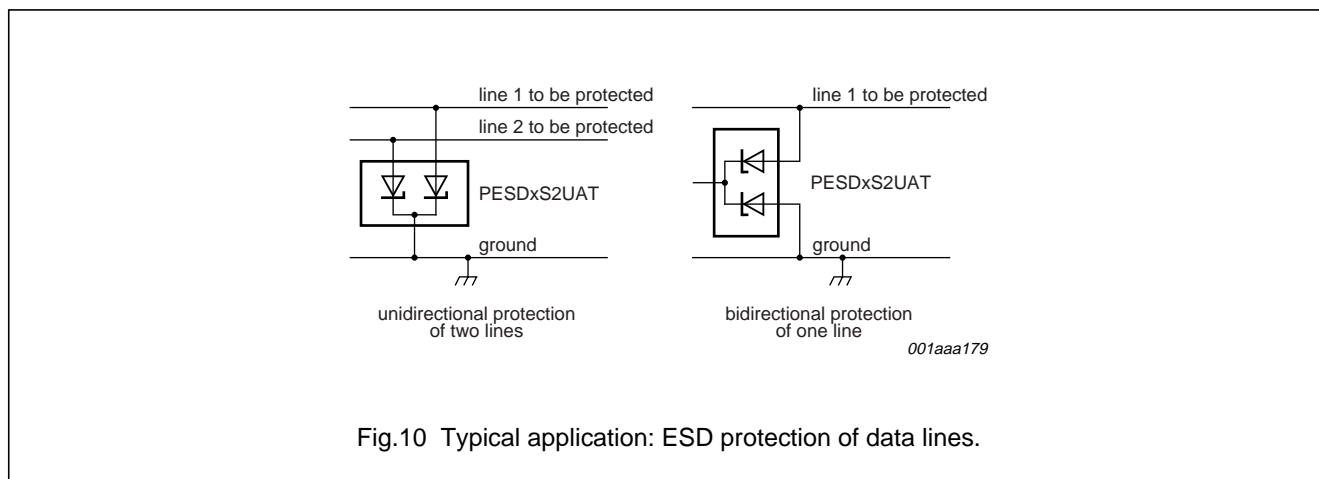 line 1 to be protected
line 2 to be protected
PESDxS2UAT
ground
unidirectional protection
of two lines
line 1 to be protected
PESDxS2UAT
ground
bidirectional protection
of one line
001aaa179
Fig.10 Typical application: ESD protection of data lines.